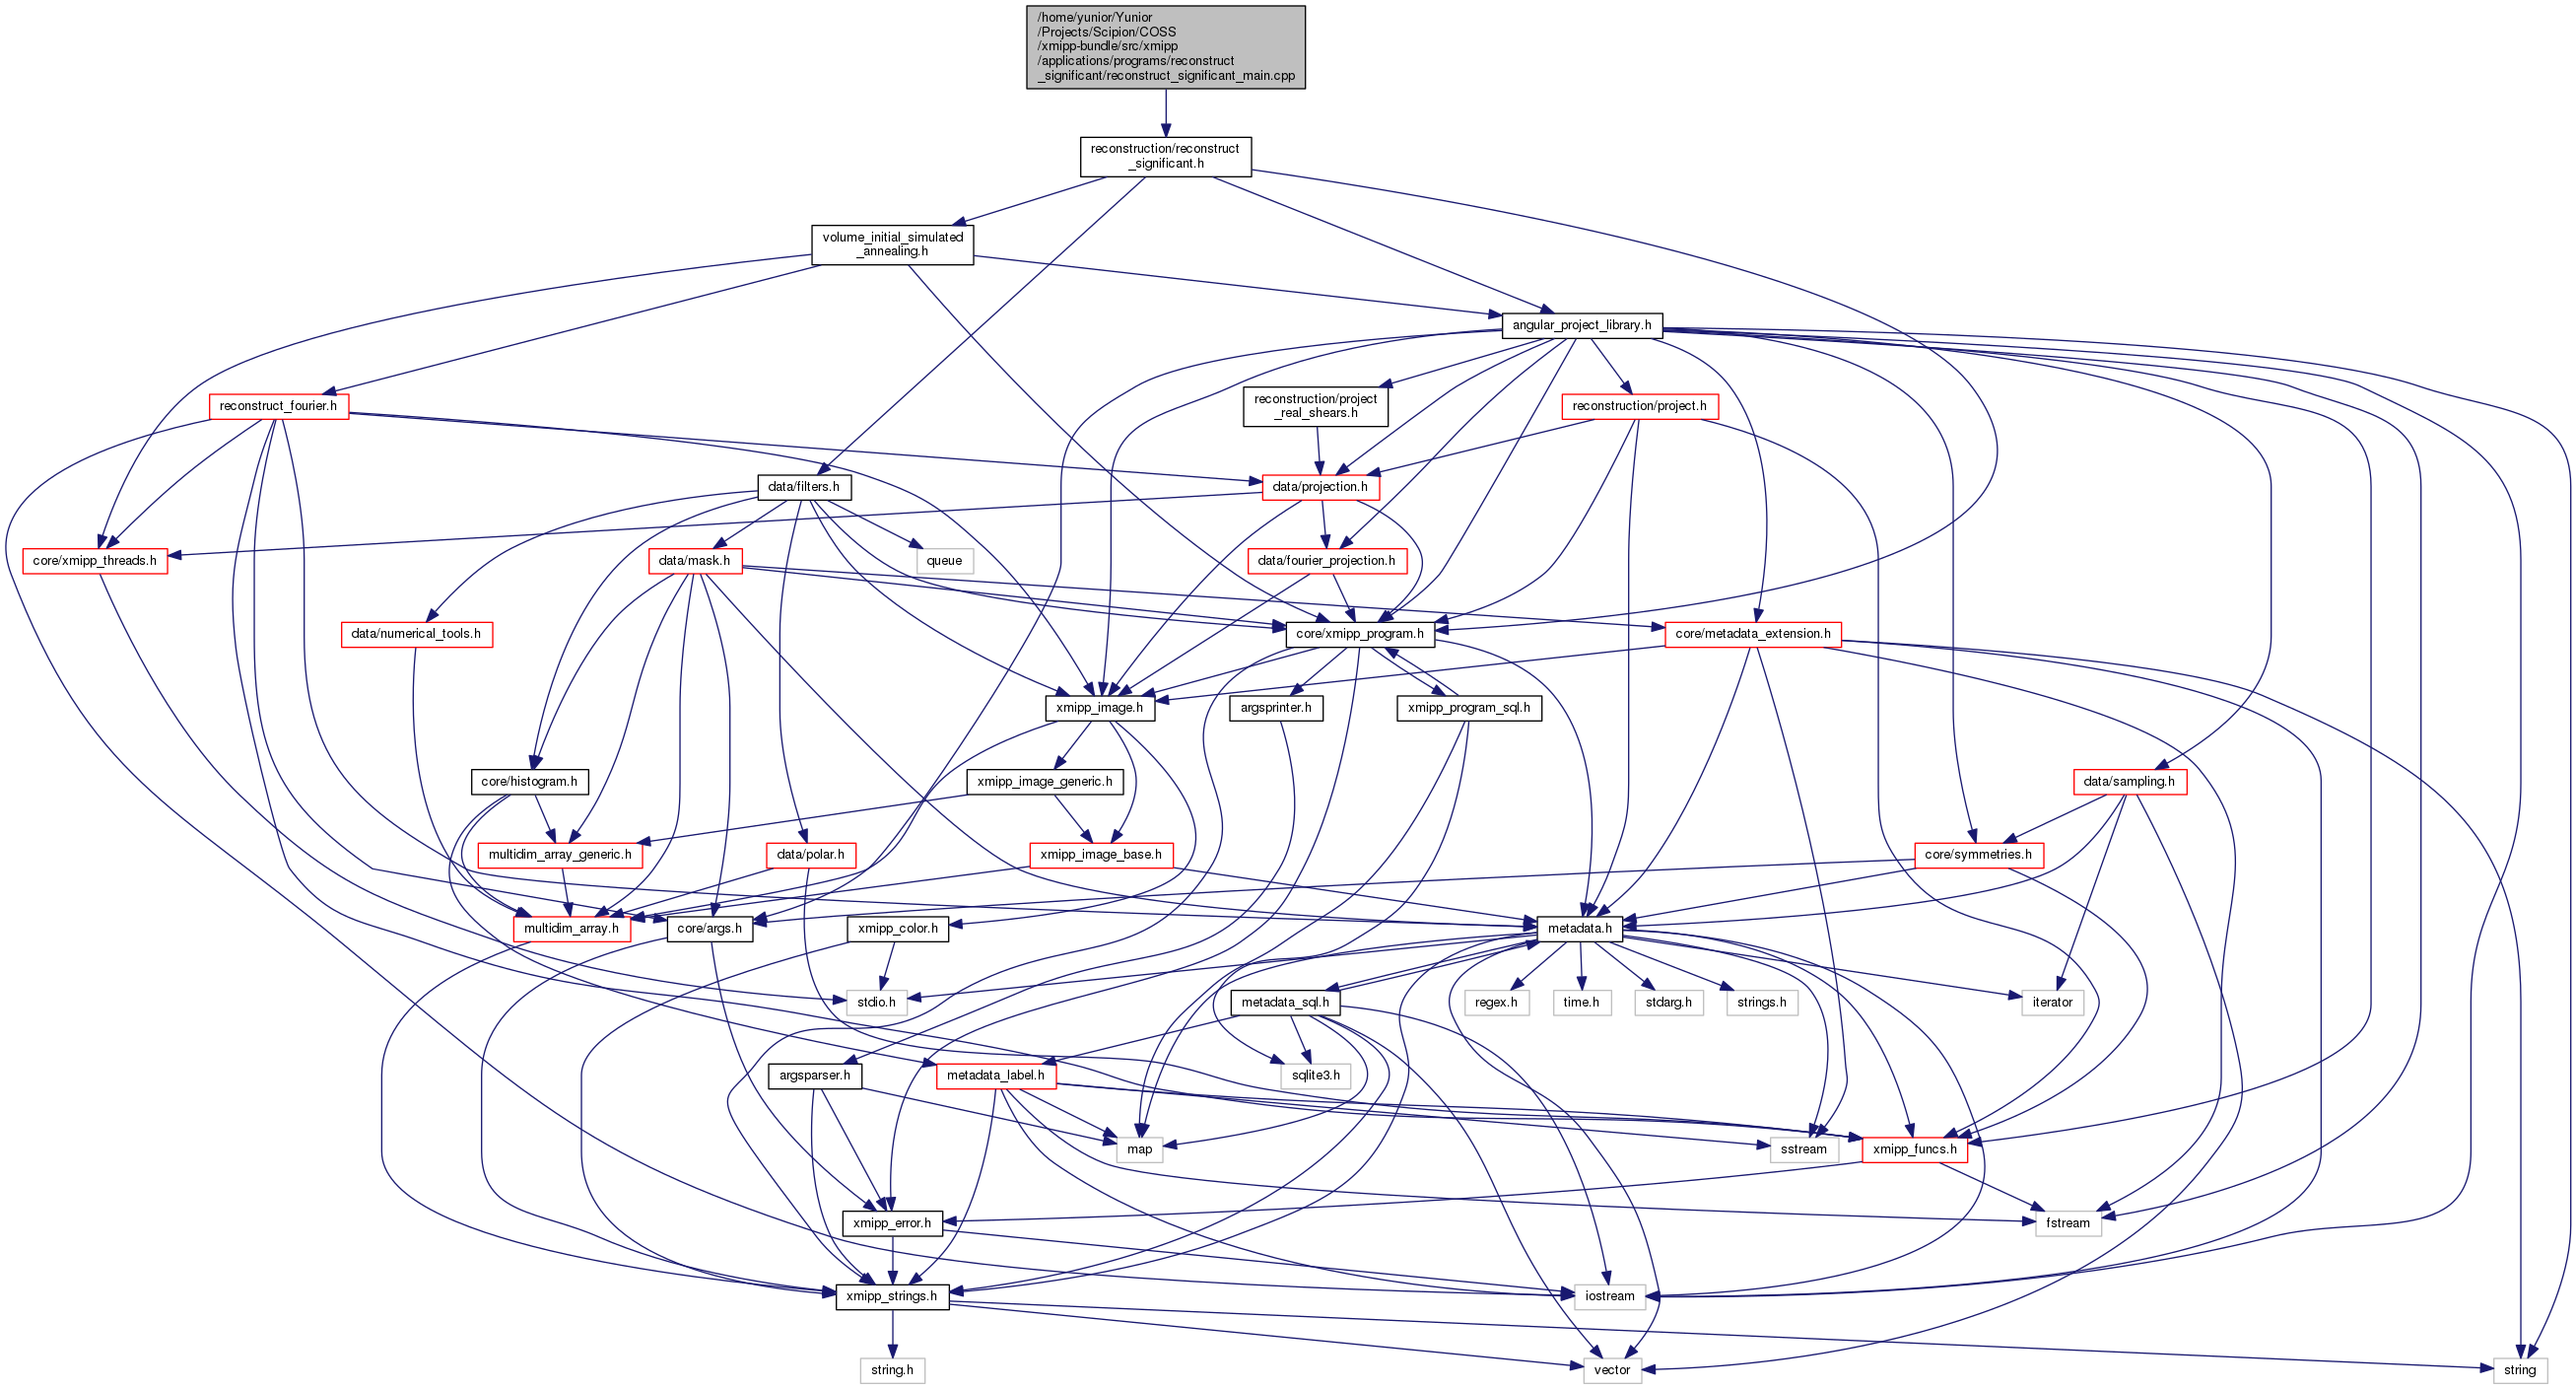 /home/yunior/Yunior
/Projects/Scipion/COSS
/xmipp-bundle/src/xmipp
/applications/programs/reconstruct
_significant/reconstruct_significant_main.cpp
reconstruction/reconstruct
_significant.h
volume_initial_simulated
_annealing.h
angular_project_library.h
reconstruct_fourier.h
reconstruction/project
_real_shears.h
reconstruction/project.h
data/filters.h
data/projection.h
core/xmipp_threads.h
data/mask.h
queue
data/fourier_projection.h
data/numerical_tools.h
core/xmipp_program.h
core/metadata_extension.h
xmipp_image.h
argsprinter.h
xmipp_program_sql.h
core/histogram.h
xmipp_image_generic.h
data/sampling.h
multidim_array_generic.h
data/polar.h
xmipp_image_base.h
core/symmetries.h
multidim_array.h
core/args.h
xmipp_color.h
metadata.h
stdio.h
metadata_sql.h
regex.h
time.h
stdarg.h
strings.h
iterator
argsparser.h
metadata_label.h
sqlite3.h
map
sstream
xmipp_funcs.h
xmipp_error.h
fstream
xmipp_strings.h
iostream
string.h
vector
string